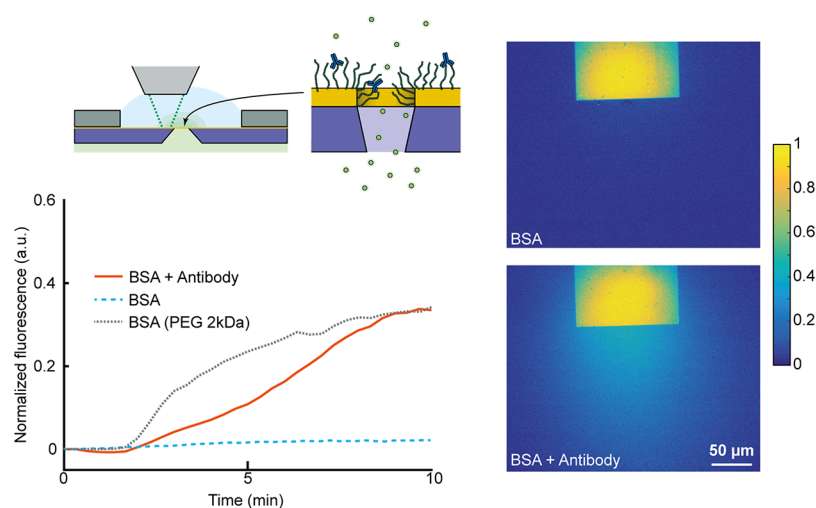 0.6
0.4
0.2
0
Normalized fluorescence (a.u.)
BSA + Antibody
BSA
BSA (PEG 2kDa)
0
5
10
Time (min)
BSA
BSA + Antibody
50 µm
1
0.8
0.6
0.4
0.2
0